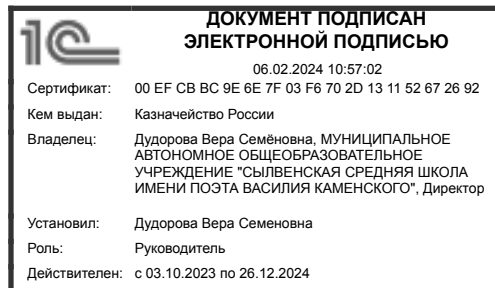 1С
ДОКУМЕНТ ПОДПИСАН
ЭЛЕКТРОННОЙ ПОДПИСЬЮ
06.02.2024 10:57:02
Сертификат: 00 EF CB BC 9E 6E 7F 03 F6 70 2D 13 11 52 67 26 92
Кем выдан: Казначейство России
Владелец: Дудорова Вера Семёновна, МУНИЦИПАЛЬНОЕ
АВТОНОМНОЕ ОБЩЕОБРАЗОВАТЕЛЬНОЕ
УЧРЕЖДЕНИЕ "СЫЛВЕНСКАЯ СРЕДНЯЯ ШКОЛА
ИМЕНИ ПОЭТА ВАСИЛИЯ КАМЕНСКОГО", Директор
Установил: Дудорова Вера Семеновна
Роль: Руководитель
Действителен: с 03.10.2023 по 26.12.2024